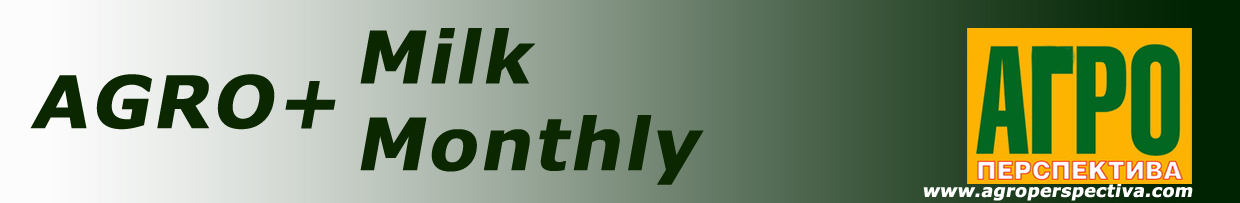 AGRO+ Milk
Monthly
АГРО
ПЕРСПЕКТИВА
www.agroperspectiva.com